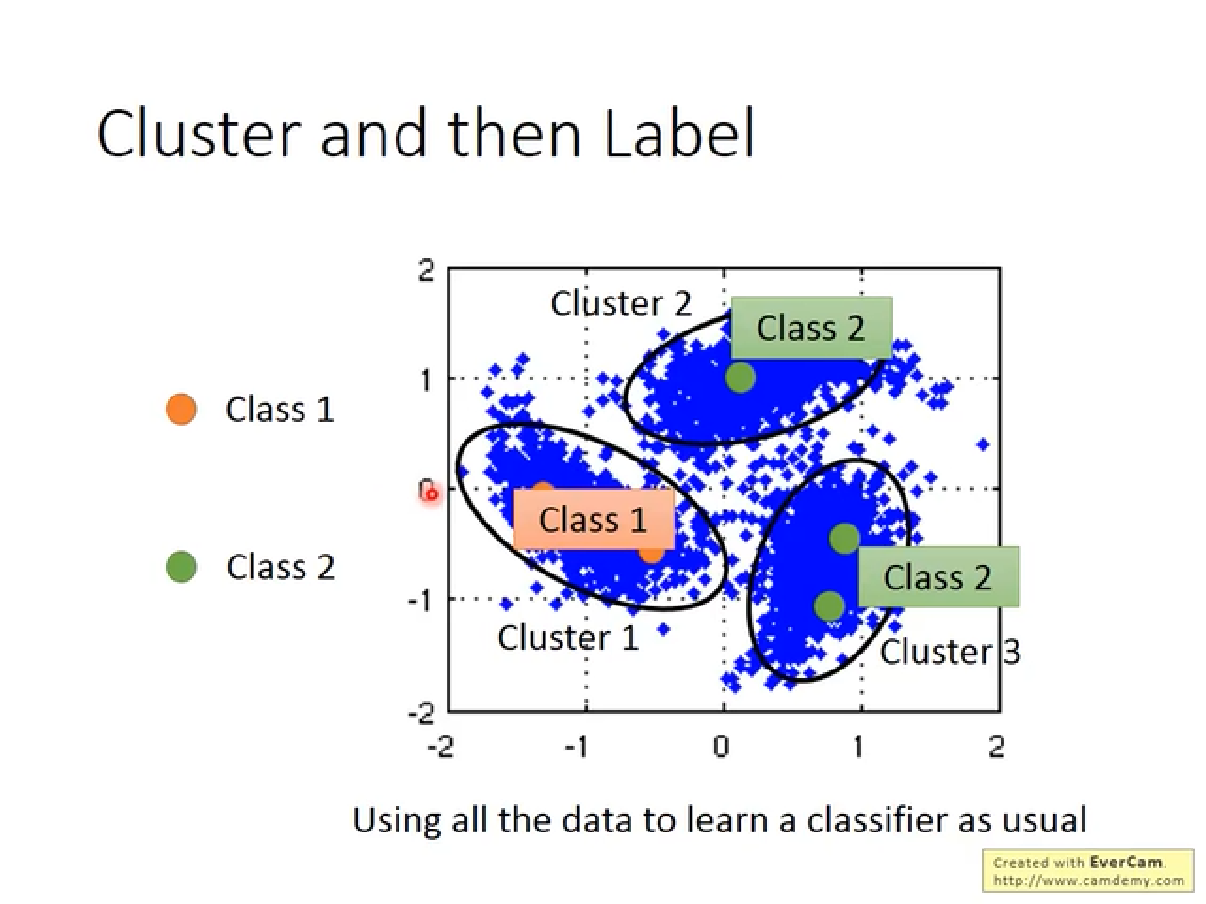 Cluster and then Label
2
Cluster 2
Class 2
1
Class 1
0
Class 1
Class 2
Class 2
-1
Cluster 1
Cluster 3
-2
-2
-1
0
1
2
Using all the data to learn a classifier as usual
Created with EverCam.
http://www.camdemy.com